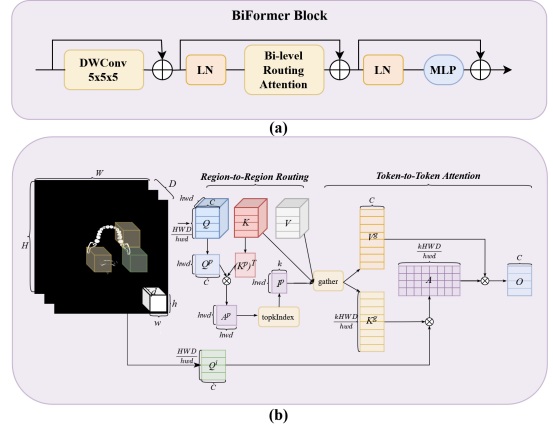 BiFormer Block
DWConv
5x5x5
LN
Bi-level
Routing
Attention
LN
MLP
(a)
W
D
H
h
w
Region-to-Region Routing
Token-to-Token Attention
hwd
C
HWD
hwd
Q
K
V
hwd
Q^p
C
(K^p)^T
hwd
A^p
hwd
topkIndex
k
hwd
I^p
gather
C
V^g
kHWD
hwd
K^g
kHWD
hwd
A
C
O
HWD
hwd
Q^i
C
(b)